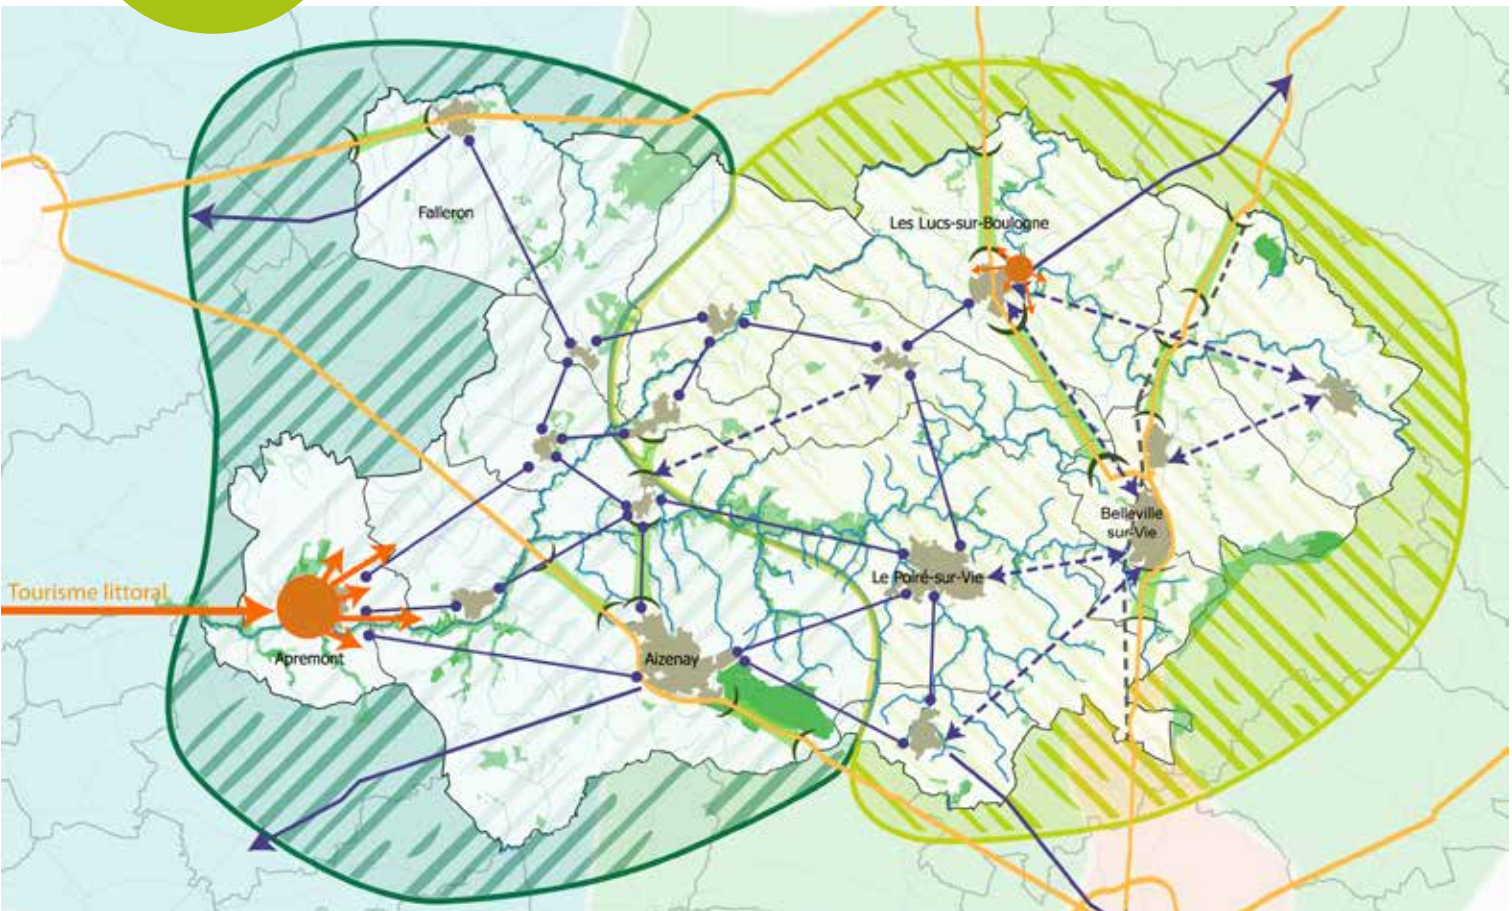 Falleron
Les Lucs-sur-Boulogne
Belleville
sur-Vie
Le Poiré-sur-Vie
Tourisme littoral
Apremont
Aizenay